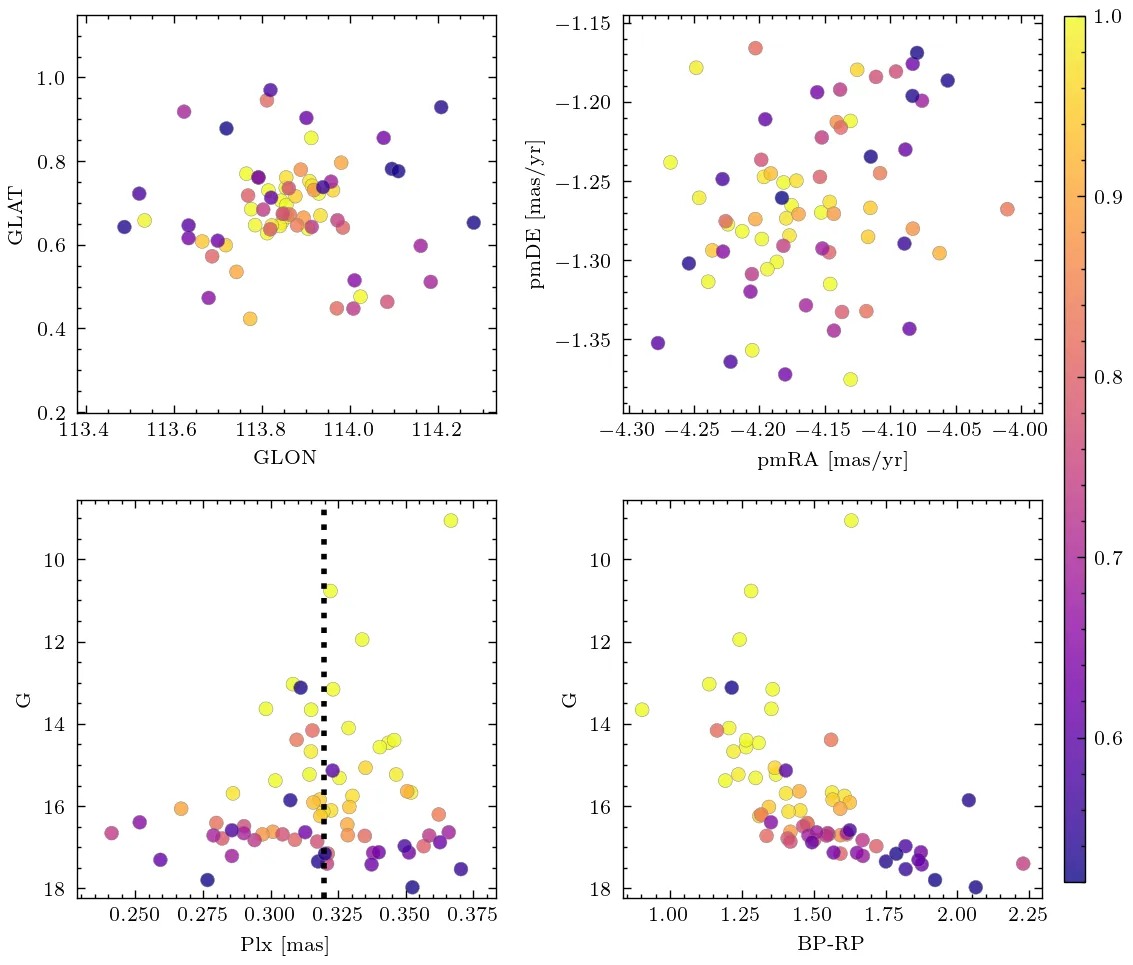 1.0
0.8
0.6
0.4
0.2
GLAT
113.4 113.6 113.8 114.0 114.2
GLON
−1.15
−1.20
−1.25
−1.30
−1.35
pmDE [mas/yr]
−4.30 −4.25 −4.20 −4.15 −4.10 −4.05 −4.00
pmRA [mas/yr]
1.0
0.9
0.8
0.7
0.6
10
12
14
16
18
G
0.250 0.275 0.300 0.325 0.350 0.375
Plx [mas]
10
12
14
16
18
G
1.00 1.25 1.50 1.75 2.00 2.25
BP-RP